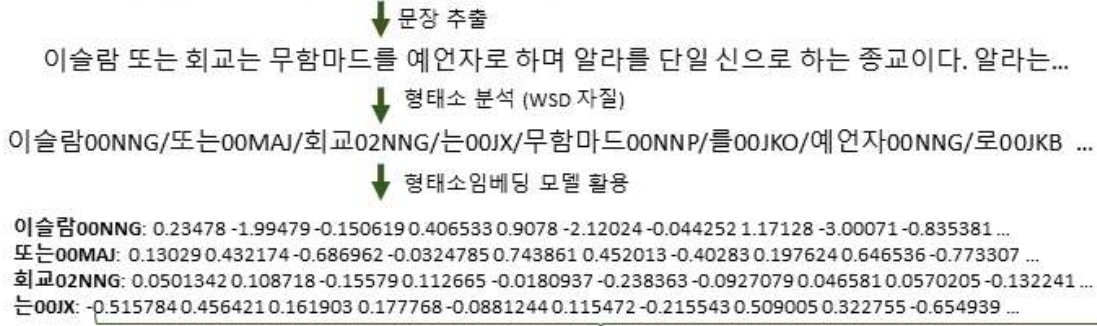 문장 추출
이슬람 또는 회교는 무함마드를 예언자로 하며 알라를 단일 신으로 하는 종교이다. 알라는...
형태소 분석 (WSD 자질)
이슬람00NNG/또는00MAJ/회교02NNG/는00JX/무함마드00NNP/를00JKO/예언자00NNG/로00JKB ...
형태소임베딩 모델 활용
이슬람00NNG: 0.23478 -1.99479 -0.150619 0.406533 0.9078 -2.12024 -0.044252 1.17128 -3.00071 -0.835381 ...
또는00MAJ: 0.13029 0.432174 -0.686962 -0.0324785 0.743861 0.452013 -0.40283 0.197624 0.646536 -0.773307 ...
회교02NNG: 0.0501342 0.108718 -0.15579 0.112665 -0.0180937 -0.238363 -0.0927079 0.046581 0.0570205 -0.132241 ...
는00JX: -0.515784 0.456421 0.161903 0.177768 -0.0881244 0.115472 -0.215543 0.509005 0.322755 -0.654939 ...